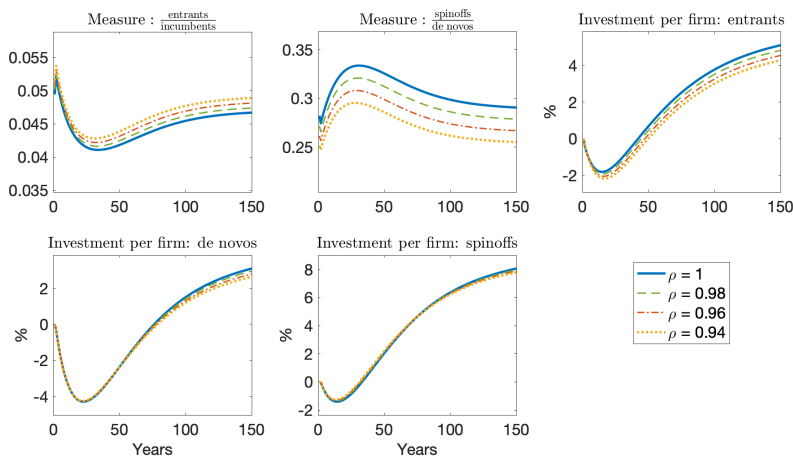 Measure : entrants/incumbents
0.055
0.05
0.045
0.04
0.035
0 50 100 150
Measure : spinoffs/de novos
0.35
0.3
0.25
0 50 100 150
Investment per firm: entrants
%
4
2
0
-2
0 50 100 150
Investment per firm: de novos
%
2
0
-2
-4
0 50 100 150
Years
Investment per firm: spinoffs
%
8
6
4
2
0
-2
0 50 100 150
Years
ρ = 1
ρ = 0.98
ρ = 0.96
ρ = 0.94